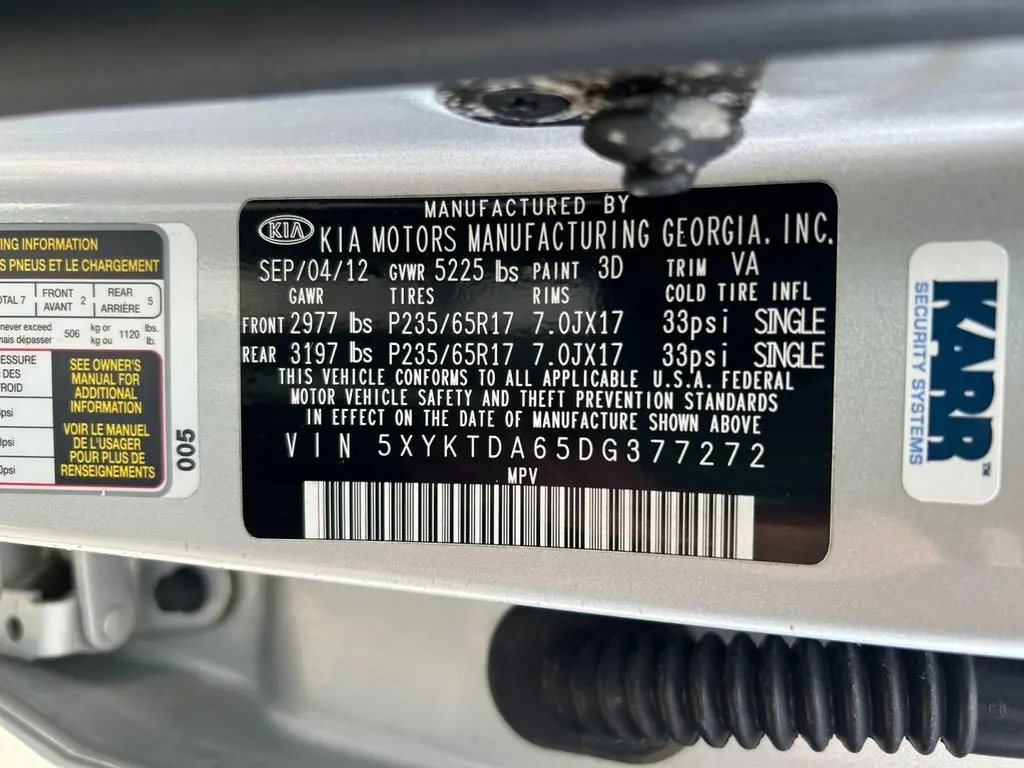 MANUFACTURED BY
KIA KIA MOTORS MANUFACTURING GEORGIA, INC.
SEP/04/12 GVWR 5225 lbs PAINT 3D TRIM VA
GAWR TIRES RIMS COLD TIRE INFL
FRONT 2977 lbs P235/65R17 7.0JX17 33psi SINGLE
REAR 3197 lbs P235/65R17 7.0JX17 33psi SINGLE
THIS VEHICLE CONFORMS TO ALL APPLICABLE U.S.A. FEDERAL
MOTOR VEHICLE SAFETY AND THEFT PREVENTION STANDARDS
IN EFFECT ON THE DATE OF MANUFACTURE SHOWN ABOVE
VIN 5XYKTDA65DG377272
MPV
INFORMATION
PNEUS ET LE CHARGEMENT
7 FRONT 2 REAR 5
AVANT ARRIÈRE
exceed 506 kg or 1120 lbs.
dépasser kg ou lb.
DES
SEE OWNER'S
MANUAL FOR
ADDITIONAL
INFORMATION
VOIR LE MANUEL
DE L'USAGER
POUR PLUS DE
RENSEIGNEMENTS
005
KARR
TM
SECURITY SYSTEMS